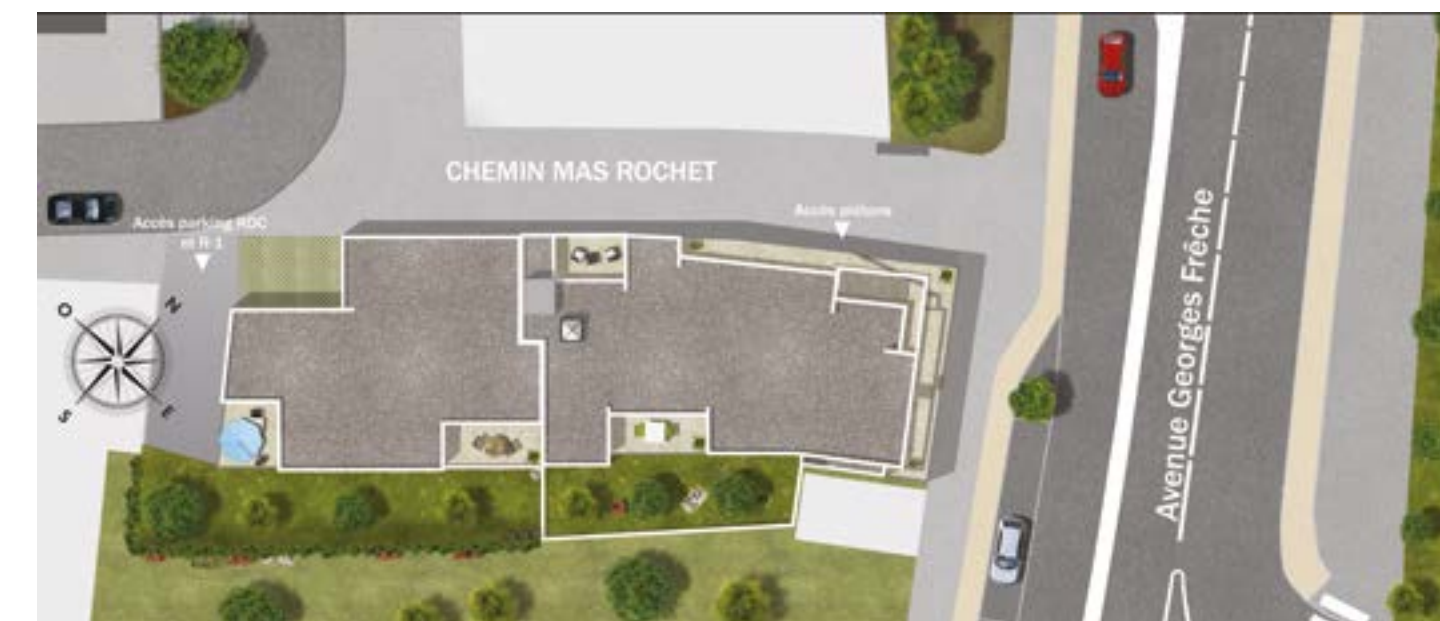 CHEMIN MAS ROCHET
Accès parking RDC
et R-1
Accès piétons
Avenue Georges Frêche
O
N
S
E